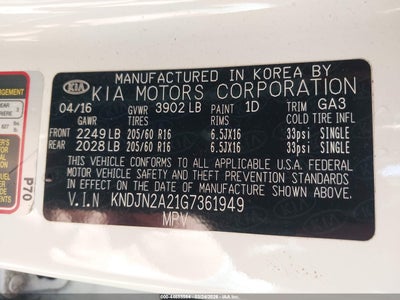 MANUFACTURED IN KOREA BY
KIA KIA MOTORS CORPORATION
04/16 GVWR 3902 LB PAINT 1D TRIM GA3
GAWR TIRES RIMS COLD TIRE INFL
FRONT 2249 LB 205/60 R16 6.5JX16 33psi SINGLE
REAR 2028 LB 205/60 R16 6.5JX16 33psi SINGLE
THIS VEHICLE CONFORMS TO ALL APPLICABLE U.S.A FEDERAL
MOTOR VEHICLE SAFETY AND THEFT PREVENTION STANDARDS
IN EFFECT ON THE DATE OF MANUFACTURE SHOWN ABOVE.
V.I.N KNDJN2A21G7361949
MPV
P70